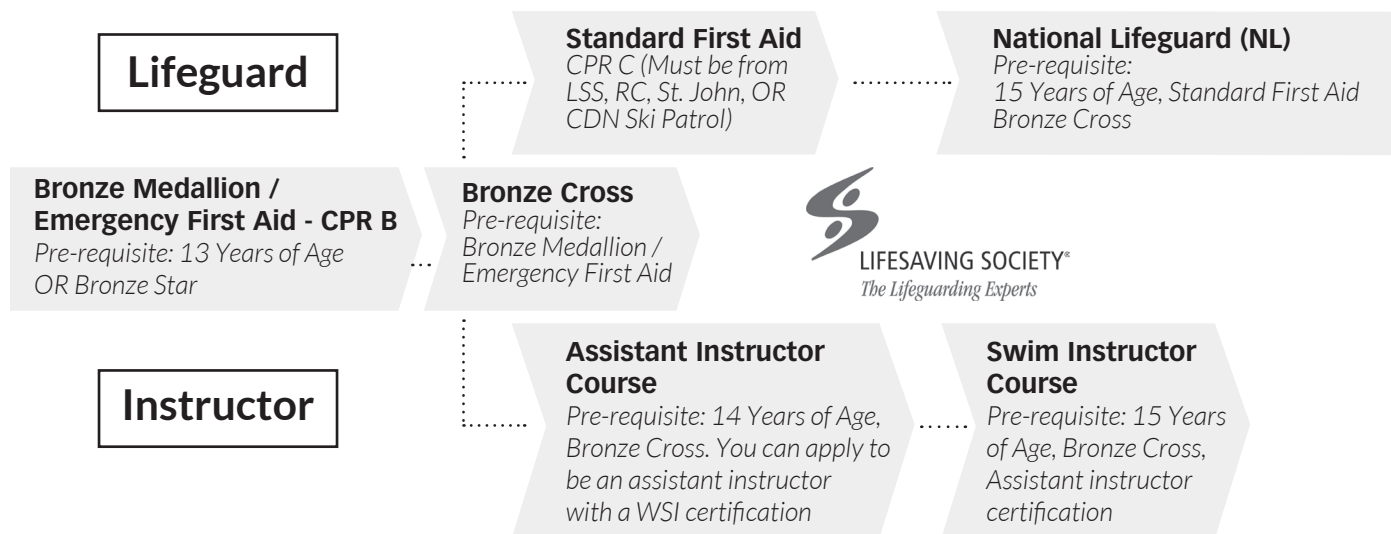 Lifeguard
Standard First Aid
CPR C (Must be from
LSS, RC, St. John, OR
CDN Ski Patrol)
National Lifeguard (NL)
Pre-requisite:
15 Years of Age, Standard First Aid
Bronze Cross
Bronze Medallion /
Emergency First Aid - CPR B
Pre-requisite: 13 Years of Age
OR Bronze Star
Bronze Cross
Pre-requisite:
Bronze Medallion /
Emergency First Aid
LIFESAVING SOCIETY®
The Lifeguarding Experts
Instructor
Assistant Instructor
Course
Pre-requisite: 14 Years of Age,
Bronze Cross. You can apply to
be an assistant instructor
with a WSI certification
Swim Instructor
Course
Pre-requisite: 15 Years
of Age, Bronze Cross,
Assistant instructor
certification